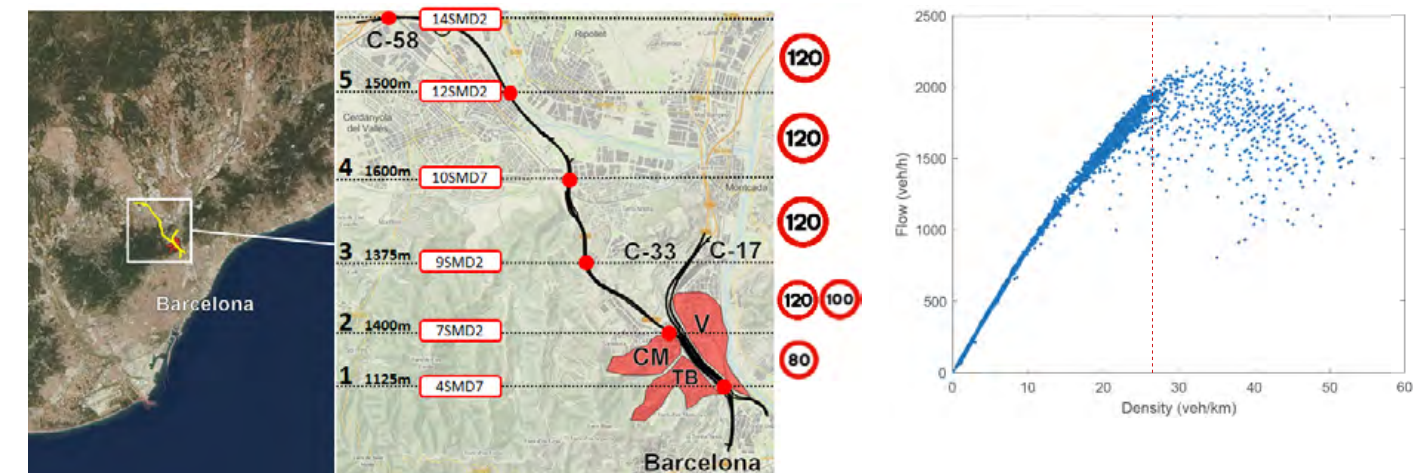 Barcelona
14SMD2
C-58
Ripollet
120
5 1500m 12SMD2
Cerdanyola
del Vallès
120
4 1600m 10SMD7
Montcada
120
3 1375m 9SMD2
C-33 C-17
120 100
2 1400m 7SMD2
V
CM
80
TB
1 1125m 4SMD7
Barcelona
2500
2000
1500
1000
500
0
Flow (veh/h)
0 10 20 30 40 50 60
Density (veh/km)